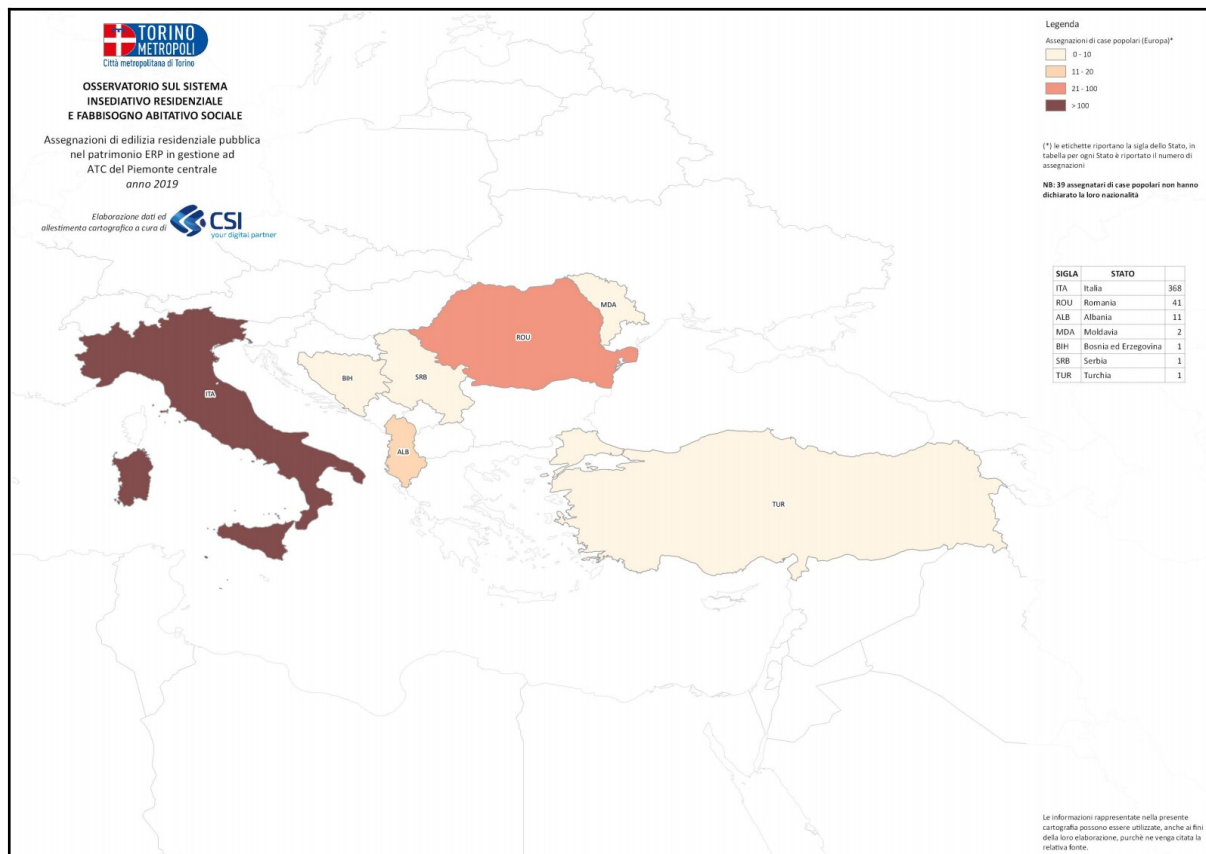 TORINO
METROPOLI
Città metropolitana di Torino
OSSERVATORIO SUL SISTEMA
INSEDIATIVO RESIDENZIALE
E FABBISOGNO ABITATIVO SOCIALE
Assegnazioni di edilizia residenziale pubblica
nel patrimonio ERP in gestione ad
ATC del Piemonte centrale
anno 2019
Elaborazione dati ed
allestimento cartografico a cura di
CSI
your digital partner
Legenda
Assegnazioni di case popolari (Europa)*
0 - 10
11 - 20
21 - 100
> 100
(*) le etichette riportano la sigla dello Stato, in
tabella per ogni Stato è riportato il numero di
assegnazioni
NB: 39 assegnatari di case popolari non hanno
dichiarato la loro nazionalità
SIGLA STATO
ITA Italia 368
ROU Romania 41
ALB Albania 11
MDA Moldavia 2
BIH Bosnia ed Erzegovina 1
SRB Serbia 1
TUR Turchia 1
MDA
ROU
BIH
SRB
ITA
ALB
TUR
Le informazioni rappresentate nella presente
cartografia possono essere utilizzate, anche ai fini
della loro elaborazione, purchè ne venga citata la
relativa fonte.